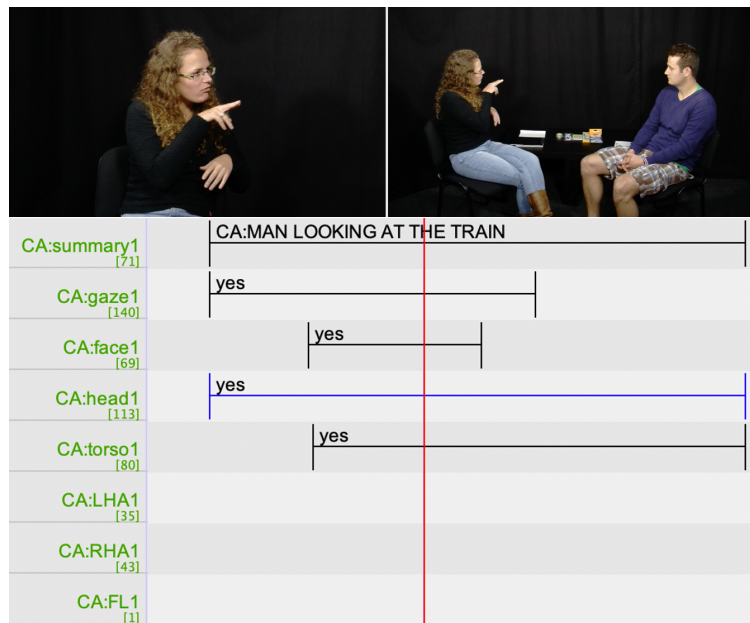 CA:summary1
[71]
CA:MAN LOOKING AT THE TRAIN
CA:gaze1
[140]
yes
CA:face1
[69]
yes
CA:head1
[113]
yes
CA:torso1
[80]
yes
CA:LHA1
[35]
CA:RHA1
[43]
CA:FL1
[1]